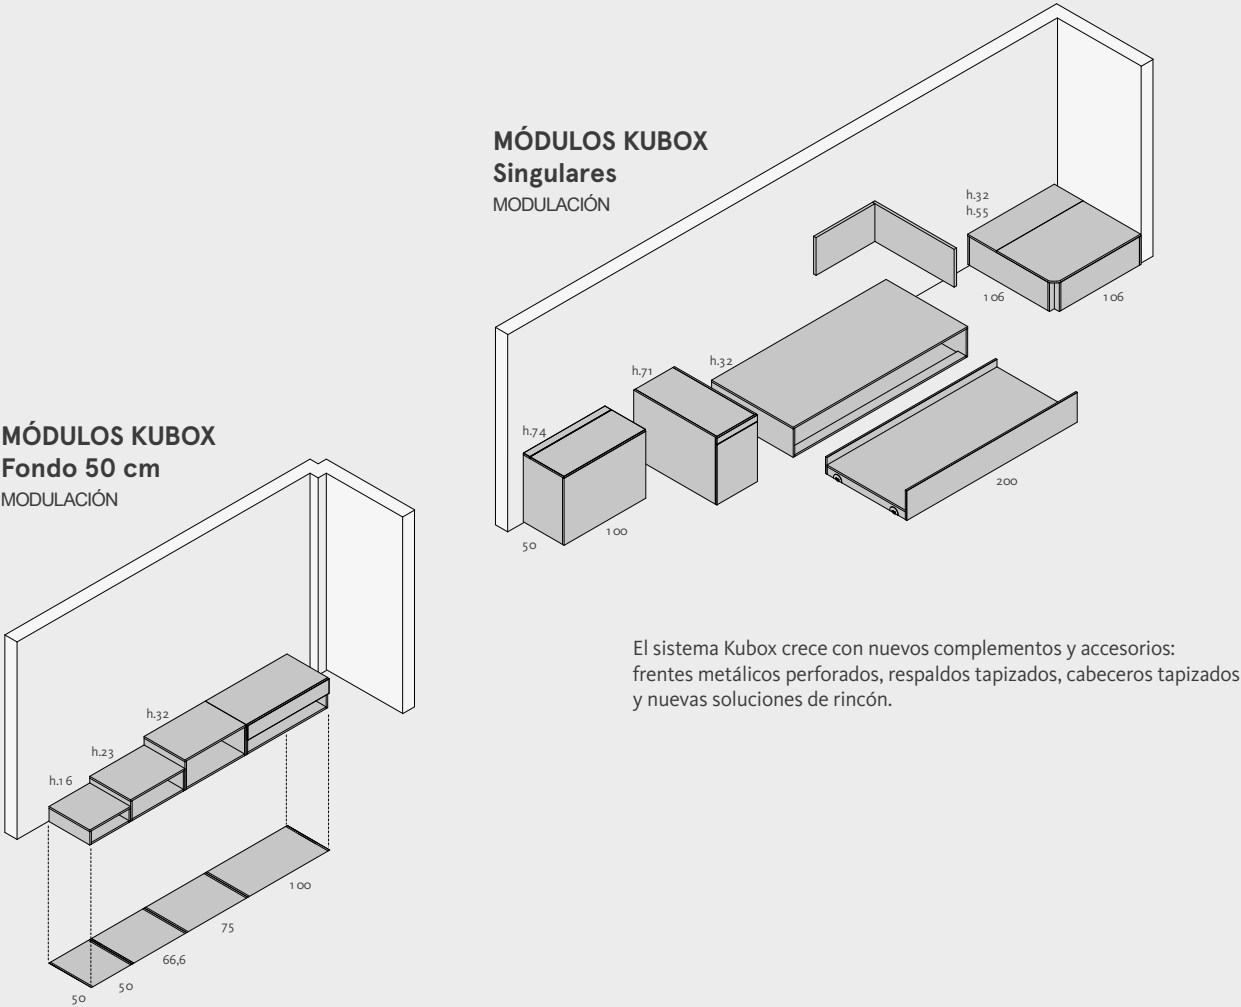 MÓDULOS KUBOX
Singulares
MODULACIÓN
h.32
h.55
106
106
h.32
h.71
h.74
200
100
50
MÓDULOS KUBOX
Fondo 50 cm
MODULACIÓN
El sistema Kubox crece con nuevos complementos y accesorios:
frentes metálicos perforados, respaldos tapizados, cabeceros tapizados
y nuevas soluciones de rincón.
h.32
h.23
h.16
100
75
66,6
50
50